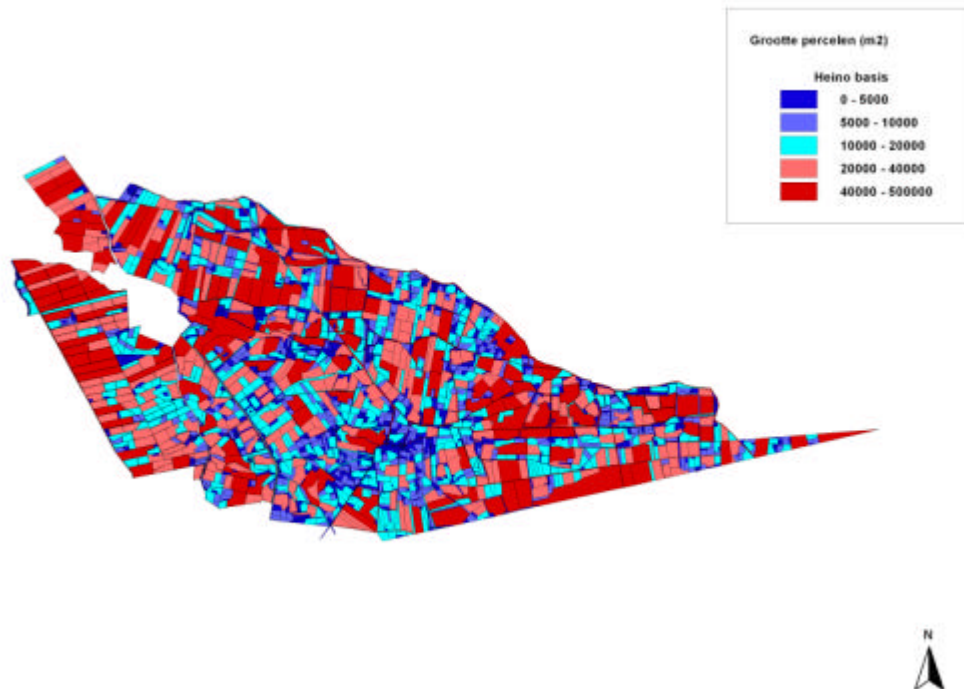 Grootte percelen (m2)
Heino basis
0 - 5000
5000 - 10000
10000 - 20000
20000 - 40000
40000 - 500000
N